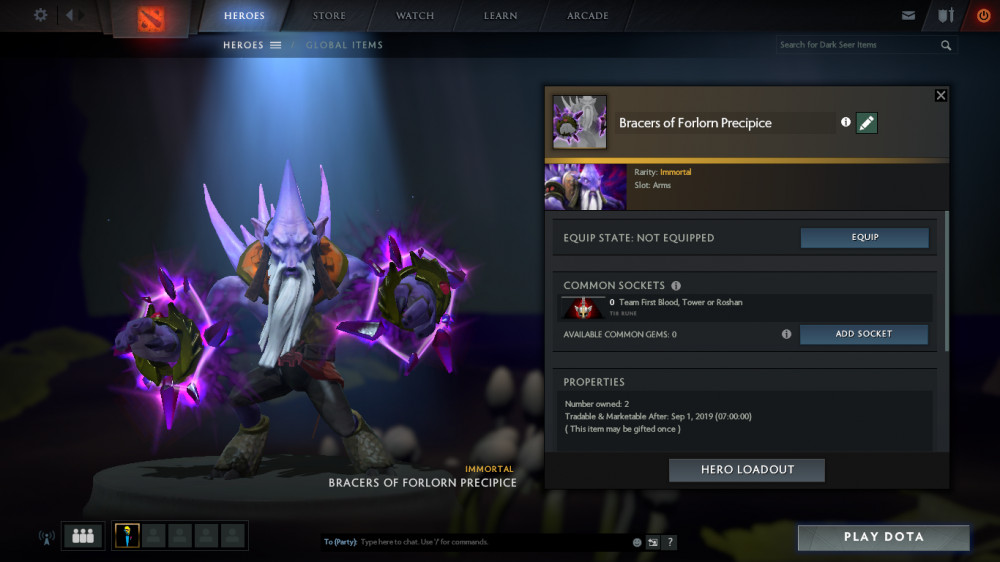 HEROES STORE WATCH LEARN ARCADE
HEROES / GLOBAL ITEMS
Search for Dark Seer Items
Bracers of Forlorn Precipice
Rarity: Immortal
Slot: Arms
EQUIP STATE: NOT EQUIPPED
EQUIP
COMMON SOCKETS
0 Team First Blood, Tower or Roshan
TIR RUNE
AVAILABLE COMMON GEMS: 0
ADD SOCKET
PROPERTIES
Number owned: 2
Tradable & Marketable After: Sep 1, 2019 (07:00:00)
( This item may be gifted once )
HERO LOADOUT
IMMORTAL
BRACERS OF FORLORN PRECIPICE
To (Party): Type here to chat. Use '/' for commands.
?
PLAY DOTA